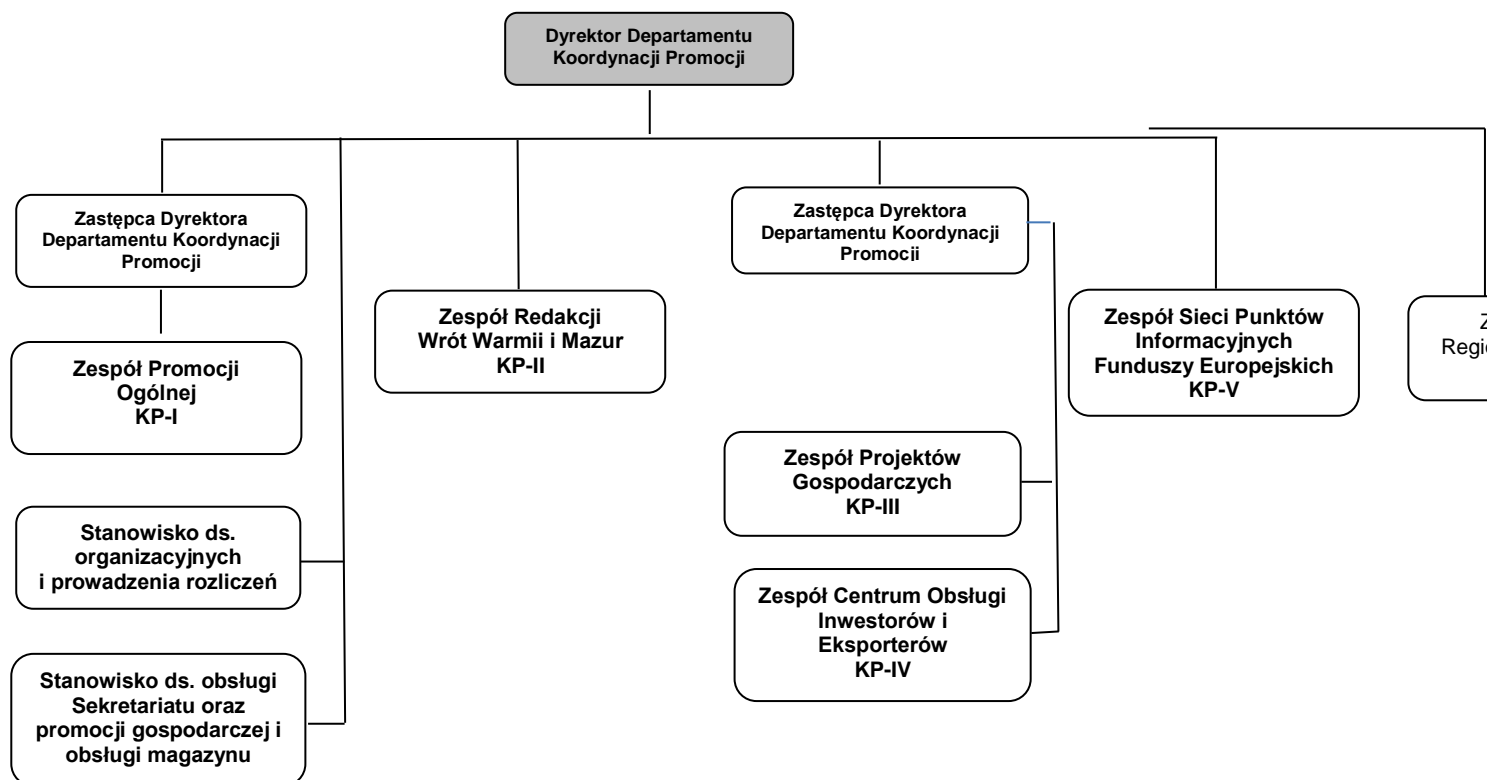 Dyrektor Departamentu
Koordynacji Promocji
Zastępca Dyrektora
Departamentu Koordynacji
Promocji
Zastępca Dyrektora
Departamentu Koordynacji
Promocji
Zespół Redakcji
Wrót Warmii i Mazur
KP-II
Zespół Sieci Punktów
Informacyjnych
Funduszy Europejskich
KP-V
Zespół Promocji
Ogólnej
KP-I
Zespół Projektów
Gospodarczych
KP-III
Stanowisko ds.
organizacyjnych
i prowadzenia rozliczeń
Zespół Centrum Obsługi
Inwestorów i
Eksporterów
KP-IV
Stanowisko ds. obsługi
Sekretariatu oraz
promocji gospodarczej i
obsługi magazynu